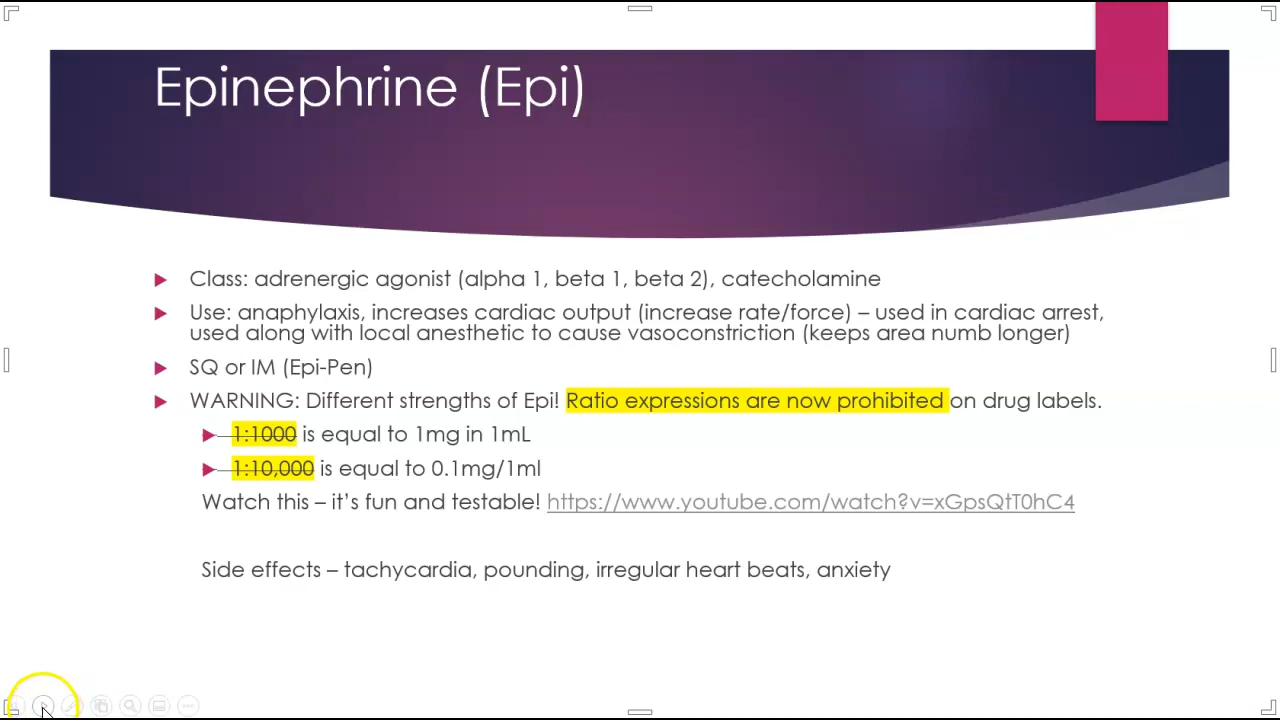 Epinephrine (Epi)
Class: adrenergic agonist (alpha 1, beta 1, beta 2), catecholamine
Use: anaphylaxis, increases cardiac output (increase rate/force) – used in cardiac arrest,
used along with local anesthetic to cause vasoconstriction (keeps area numb longer)
SQ or IM (Epi-Pen)
WARNING: Different strengths of Epi! Ratio expressions are now prohibited on drug labels.
1:1000 is equal to 1mg in 1mL
1:10,000 is equal to 0.1mg/1ml
Watch this – it's fun and testable! https://www.youtube.com/watch?v=xGpsQtT0hC4
Side effects – tachycardia, pounding, irregular heart beats, anxiety